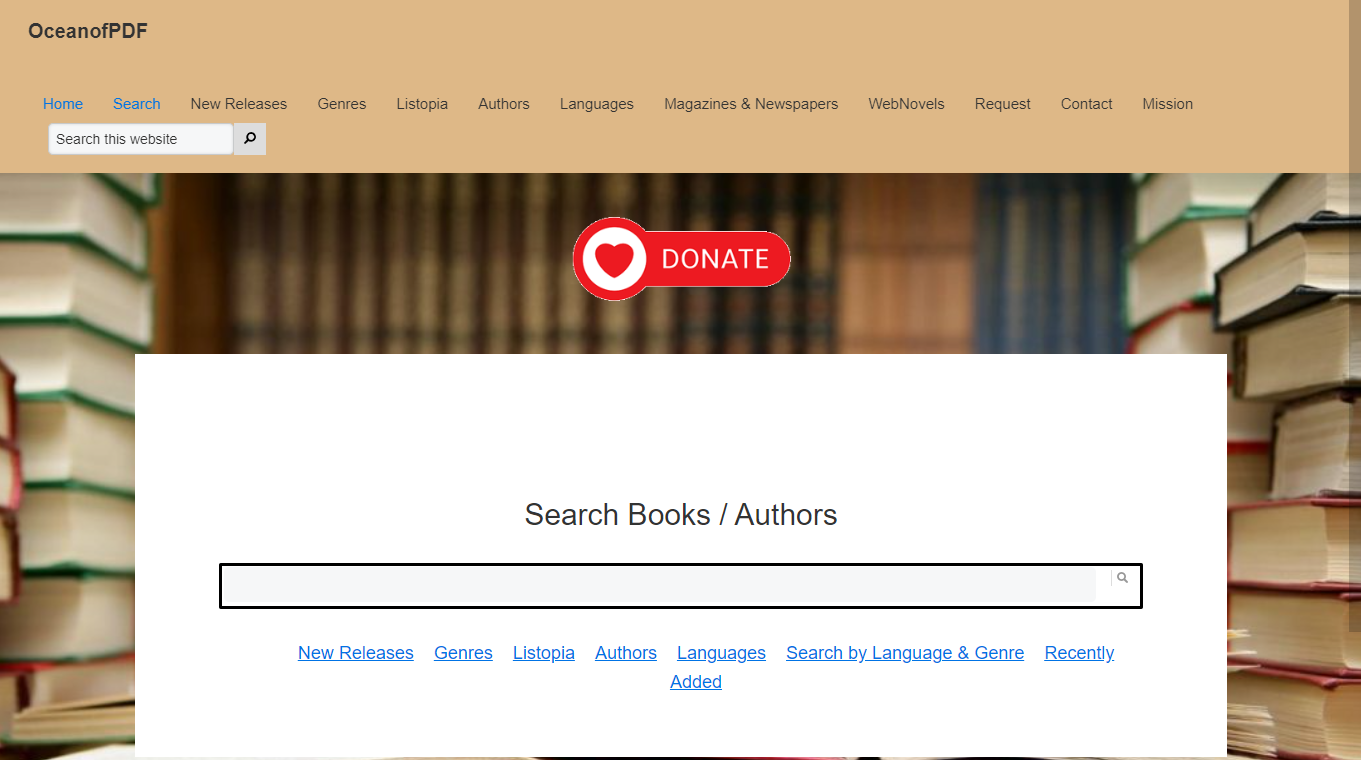 OceanofPDF
Home Search New Releases Genres Listopia Authors Languages Magazines & Newspapers WebNovels Request Contact Mission
Search this website
DONATE
Search Books / Authors
New Releases Genres Listopia Authors Languages Search by Language & Genre Recently
Added